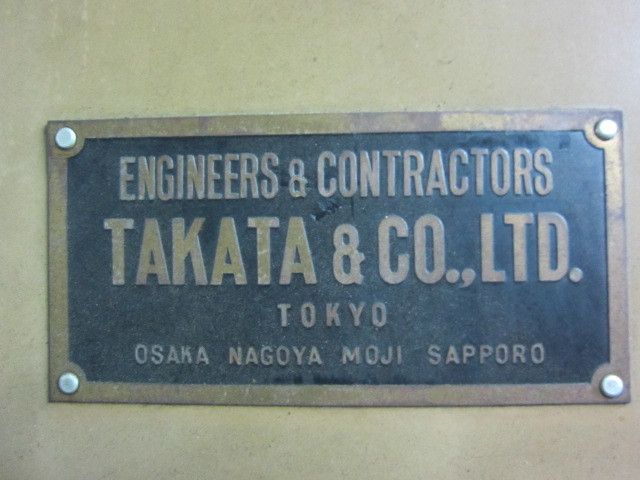 ENGINEERS & CONTRACTORS
TAKATA & CO., LTD.
TOKYO
OSAKA NAGOYA MOJI SAPPORO